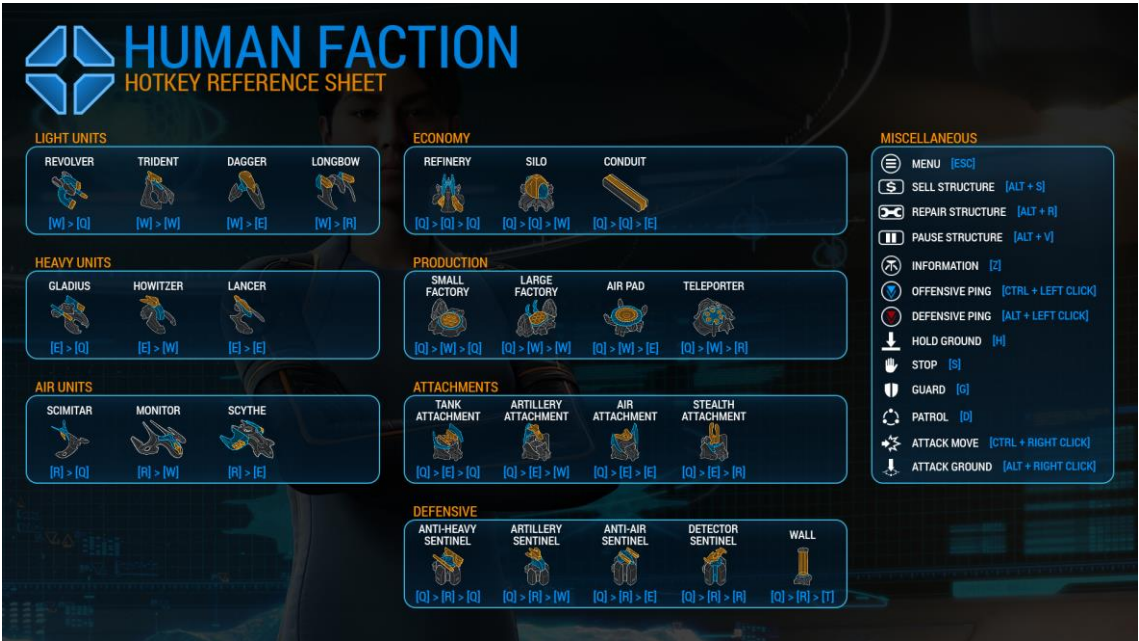 HUMAN FACTION
HOTKEY REFERENCE SHEET
LIGHT UNITS
REVOLVER TRIDENT DAGGER LONGBOW
[W] > [Q] [W] > [W] [W] > [E] [W] > [R]
HEAVY UNITS
GLADIUS HOWITZER LANCER
[E] > [Q] [E] > [W] [E] > [E]
AIR UNITS
SCIMITAR MONITOR SCYTHE
[R] > [Q] [R] > [W] [R] > [E]
ECONOMY
REFINERY SILO CONDUIT
[Q] > [Q] > [Q] [Q] > [Q] > [W] [Q] > [Q] > [E]
PRODUCTION
SMALL LARGE
FACTORY FACTORY AIR PAD TELEPORTER
[Q] > [W] > [Q] [Q] > [W] > [W] [Q] > [W] > [E] [Q] > [W] > [R]
ATTACHMENTS
TANK ARTILLERY AIR STEALTH
ATTACHMENT ATTACHMENT ATTACHMENT ATTACHMENT
[Q] > [E] > [Q] [Q] > [E] > [W] [Q] > [E] > [E] [Q] > [E] > [R]
DEFENSIVE
ANTI-HEAVY ARTILLERY ANTI-AIR DETECTOR
SENTINEL SENTINEL SENTINEL SENTINEL WALL
[Q] > [R] > [Q] [Q] > [R] > [W] [Q] > [R] > [E] [Q] > [R] > [R] [Q] > [R] > [T]
MISCELLANEOUS
MENU [ESC]
S SELL STRUCTURE [ALT + S]
REPAIR STRUCTURE [ALT + R]
PAUSE STRUCTURE [ALT + V]
INFORMATION [Z]
OFFENSIVE PING [CTRL + LEFT CLICK]
DEFENSIVE PING [ALT + LEFT CLICK]
HOLD GROUND [H]
STOP [S]
GUARD [G]
PATROL [D]
ATTACK MOVE [CTRL + RIGHT CLICK]
ATTACK GROUND [ALT + RIGHT CLICK]